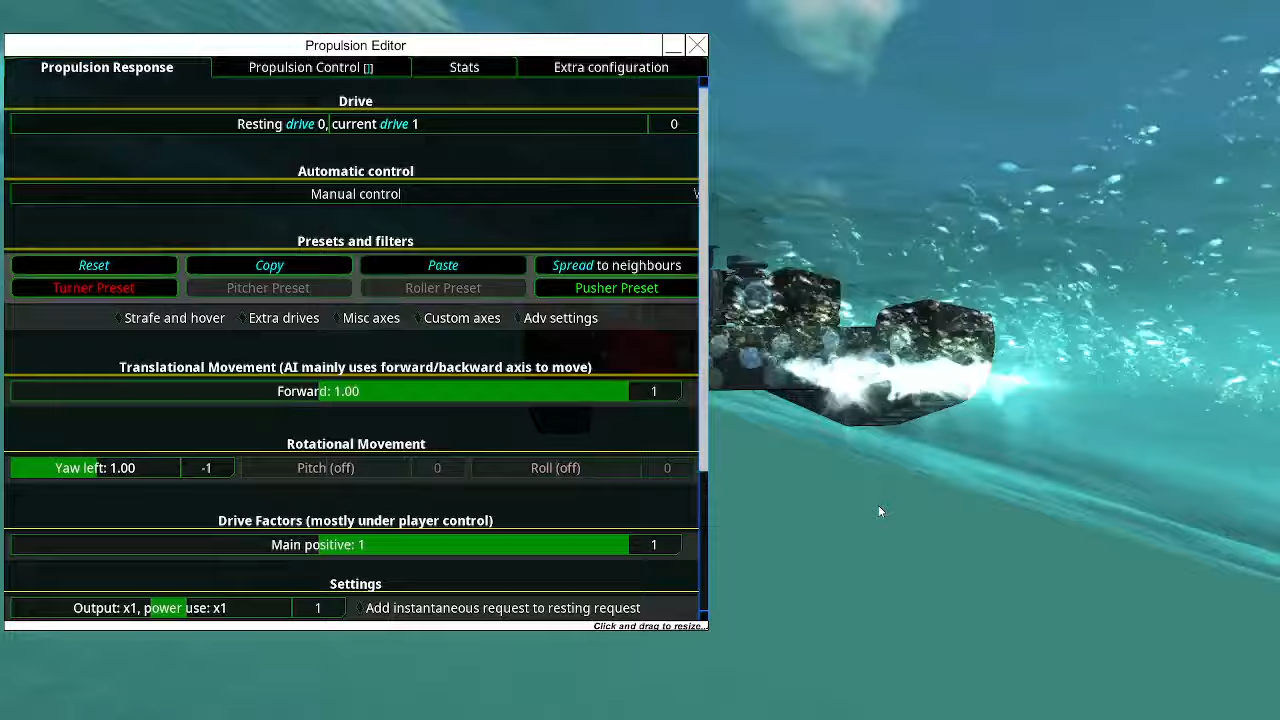 Propulsion Editor
Propulsion Response
Propulsion Control []]
Stats
Extra configuration
Drive
Resting drive 0, current drive 1
0
Automatic control
Manual control
Presets and filters
Reset
Copy
Paste
Spread to neighbours
Turner Preset
Pitcher Preset
Roller Preset
Pusher Preset
Strafe and hover
Extra drives
Misc axes
Custom axes
Adv settings
Translational Movement (AI mainly uses forward/backward axis to move)
Forward: 1.00
1
Rotational Movement
Yaw left: 1.00
-1
Pitch (off)
0
Roll (off)
0
Drive Factors (mostly under player control)
Main positive: 1
1
Settings
Output: x1, power use: x1
1
Add instantaneous request to resting request
Click and drag to resize...